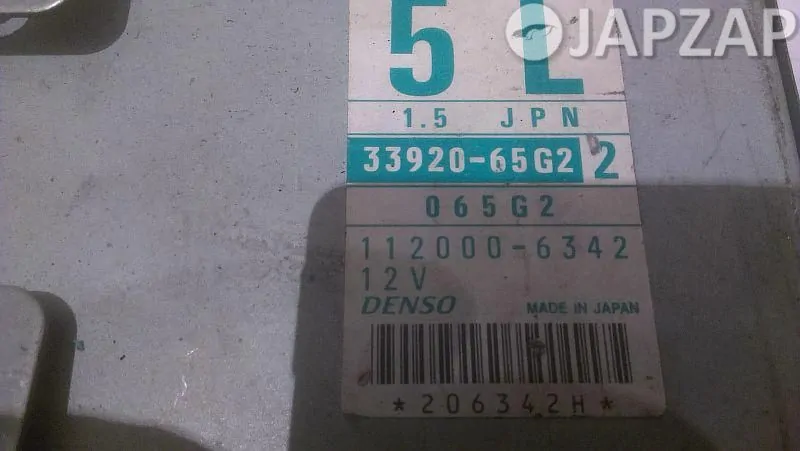 JAPZAP
5 L
1.5 JPN
33920-65G2 2
065G2
112000-6342
12V
DENSO MADE IN JAPAN
*206342H*